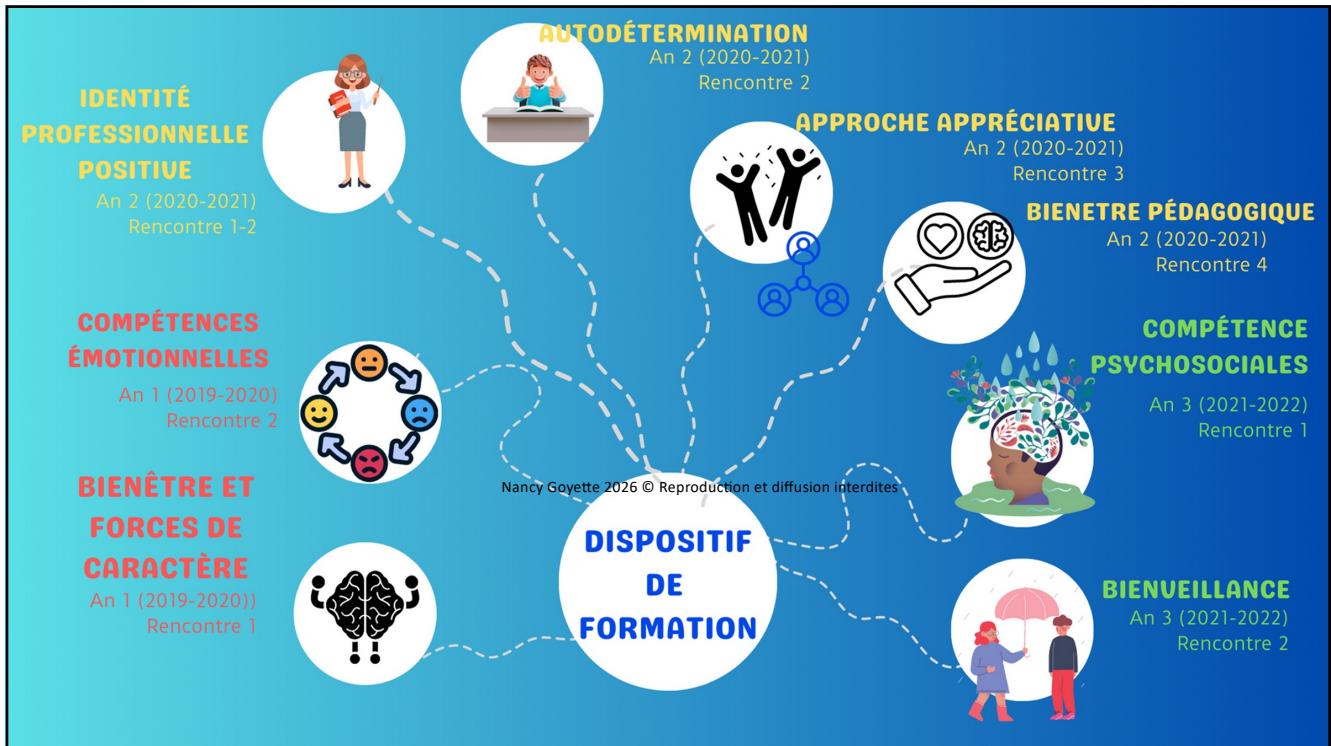 AUTODÉTERMINATION
An 2 (2020-2021)
Rencontre 2
IDENTITÉ
PROFESSIONNELLE
POSITIVE
An 2 (2020-2021)
Rencontre 1-2
APPROCHE APPRÉCIATIVE
An 2 (2020-2021)
Rencontre 3
BIENETRE PÉDAGOGIQUE
An 2 (2020-2021)
Rencontre 4
COMPÉTENCES
ÉMOTIONNELLES
An 1 (2019-2020)
Rencontre 2
COMPÉTENCE
PSYCHOSOCIALES
An 3 (2021-2022)
Rencontre 1
BIENÊTRE ET
FORCES DE
CARACTÈRE
An 1 (2019-2020))
Rencontre 1
Nancy Goyette 2026 © Reproduction et diffusion interdites
DISPOSITIF
DE
FORMATION
BIENVEILLANCE
An 3 (2021-2022)
Rencontre 2